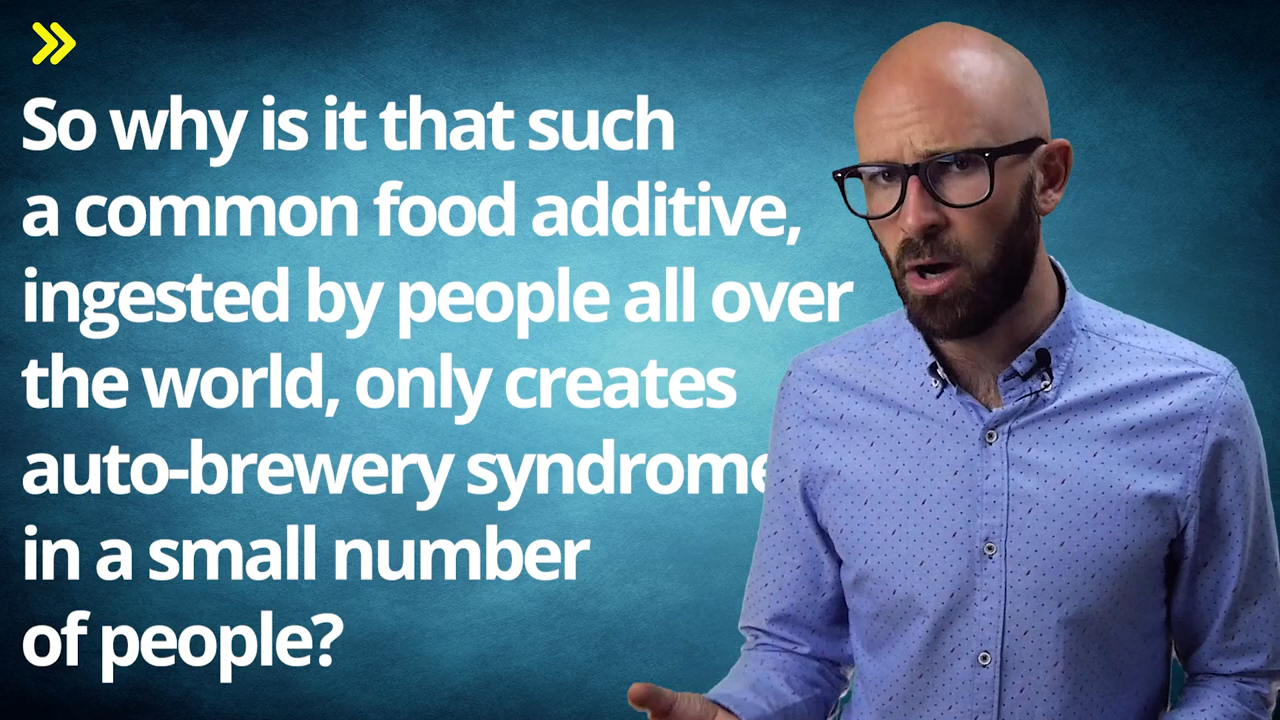 So why is it that such
a common food additive,
ingested by people all over
the world, only creates
auto-brewery syndrome
in a small number
of people?